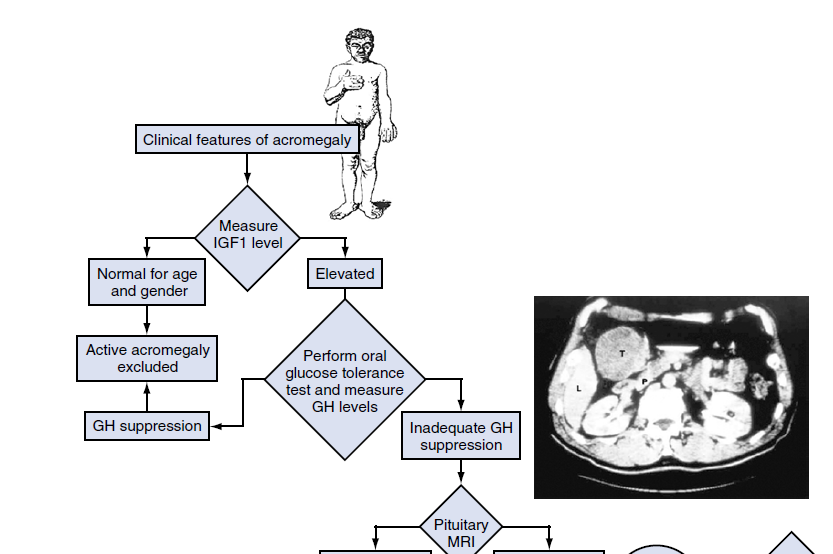 Clinical features of acromegaly
Measure
IGF1 level
Normal for age
and gender
Elevated
Active acromegaly
excluded
Perform oral
glucose tolerance
test and measure
GH levels
GH suppression
Inadequate GH
suppression
T
L
P
Pituitary
MRI